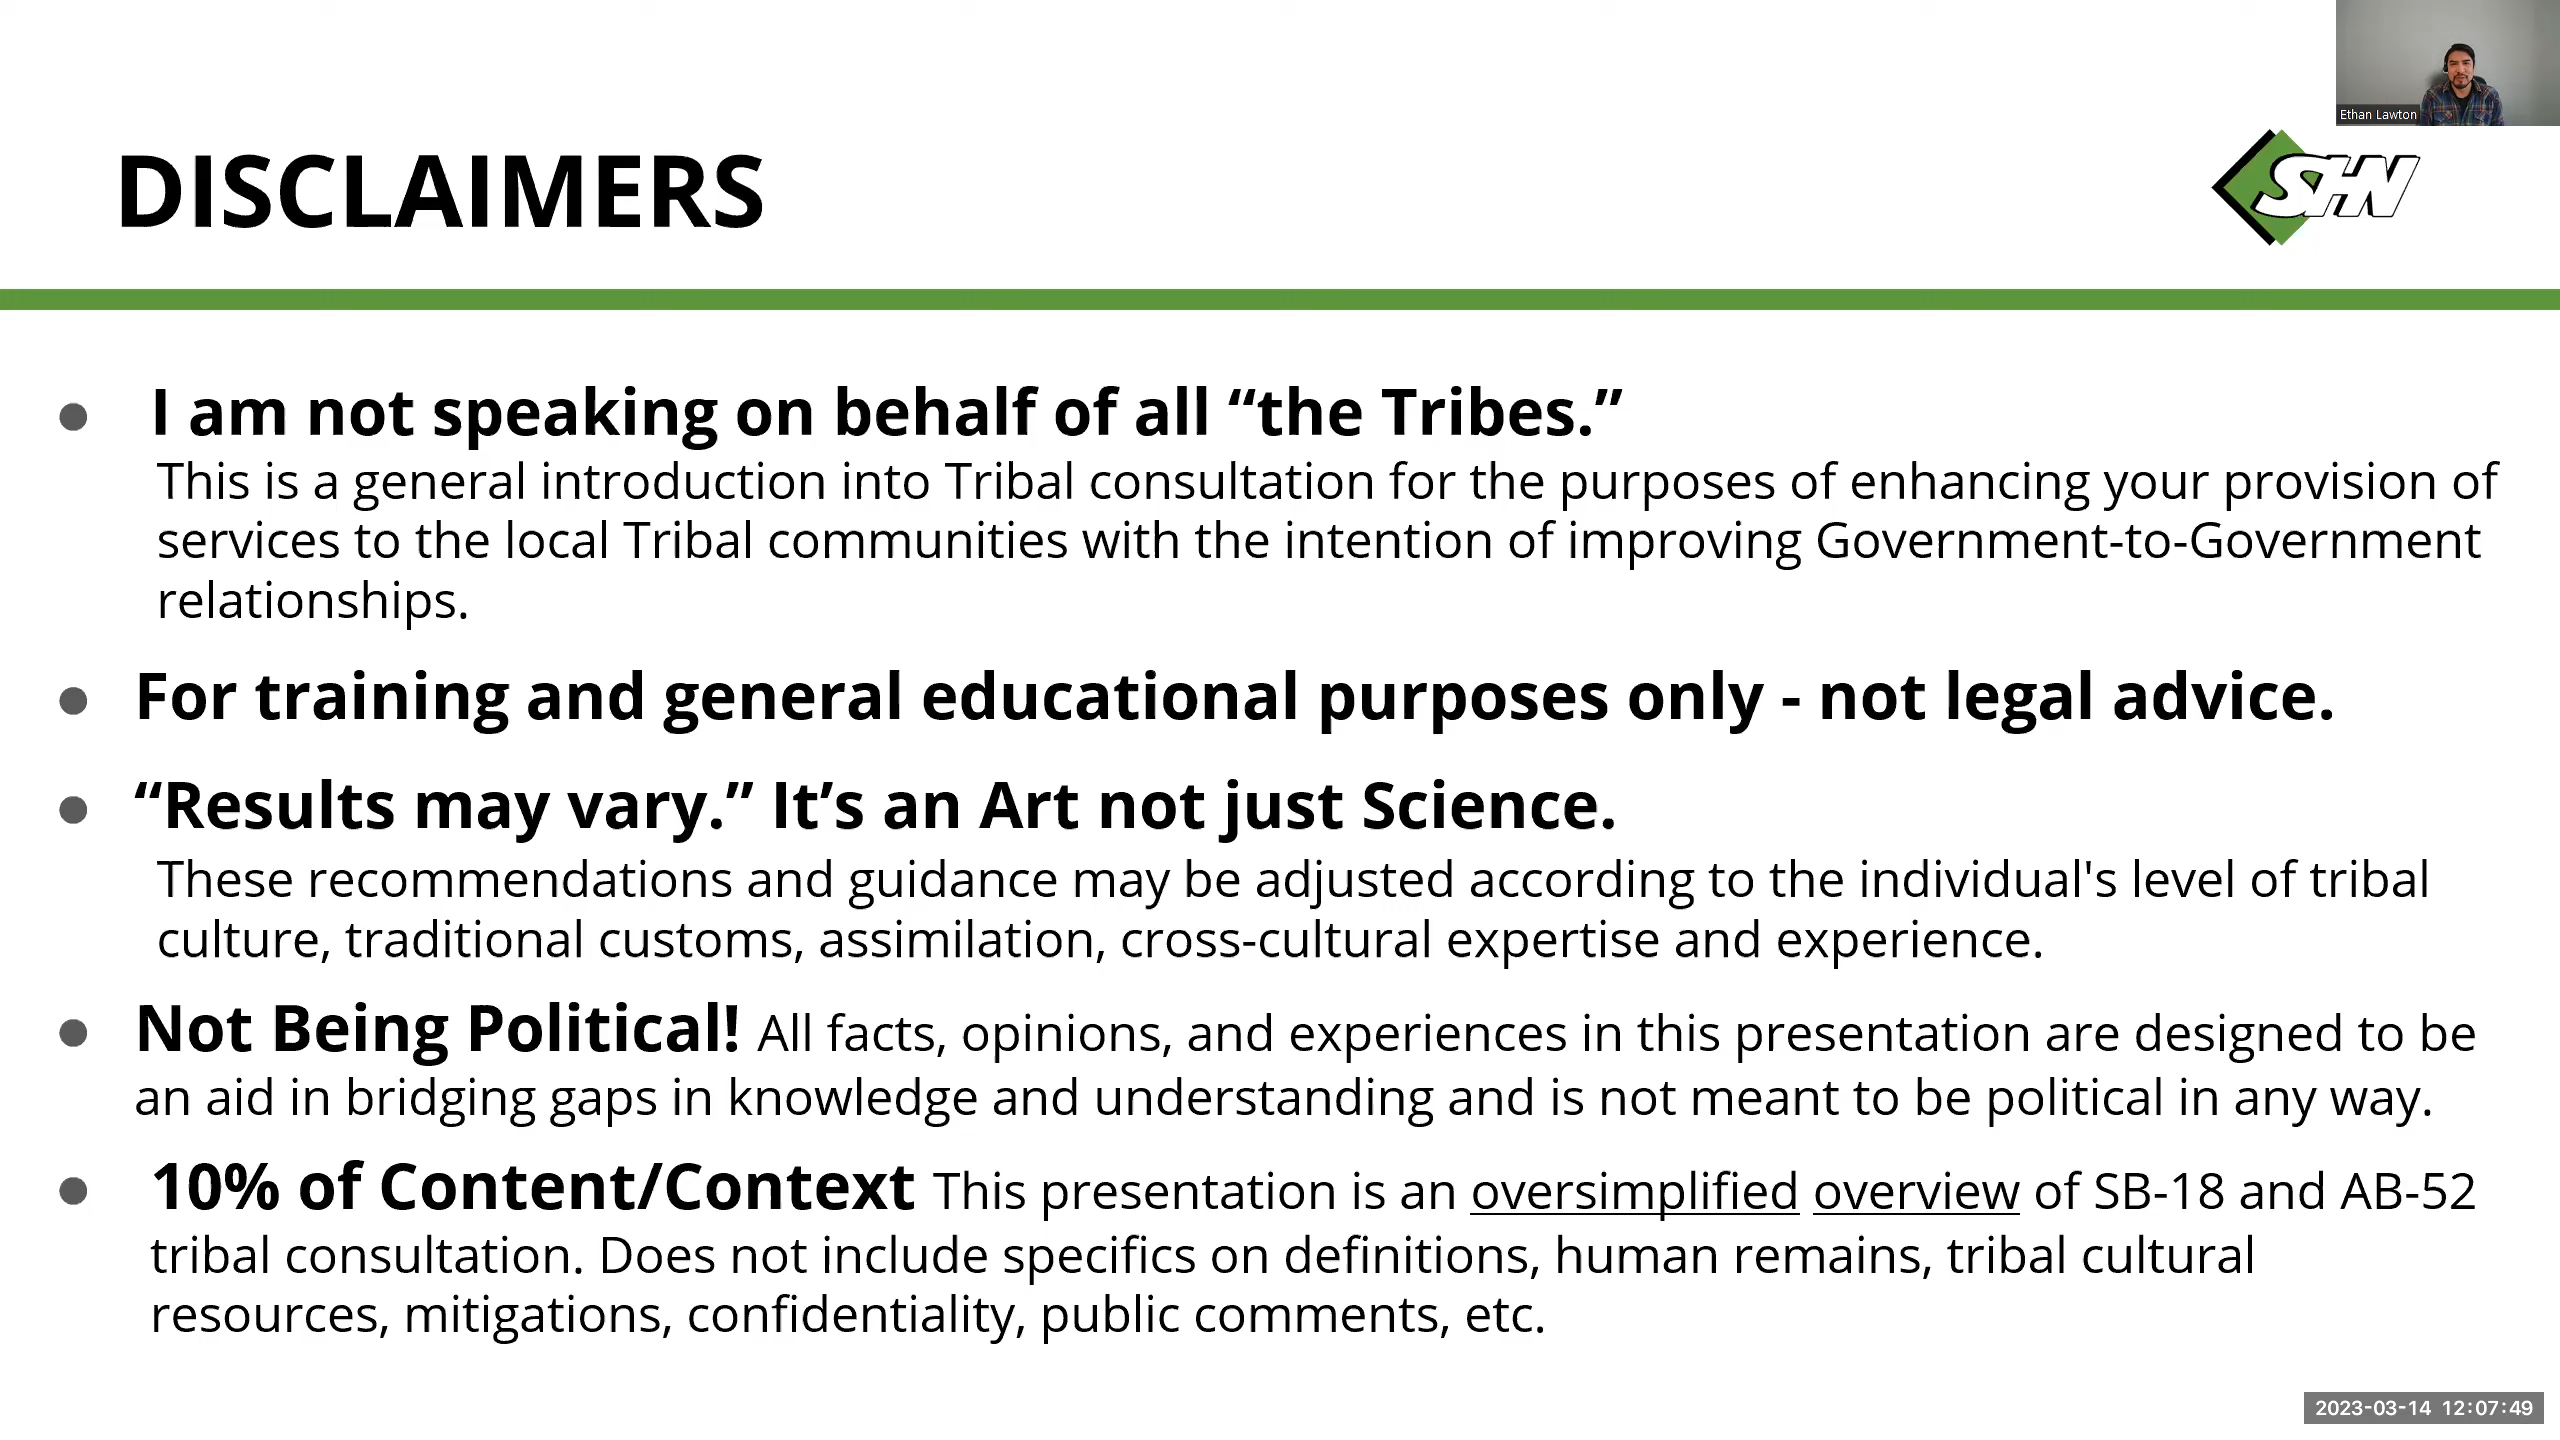 Ethan Lawton
DISCLAIMERS
SHN
● I am not speaking on behalf of all “the Tribes.”
This is a general introduction into Tribal consultation for the purposes of enhancing your provision of
services to the local Tribal communities with the intention of improving Government-to-Government
relationships.
● For training and general educational purposes only - not legal advice.
● “Results may vary.” It’s an Art not just Science.
These recommendations and guidance may be adjusted according to the individual's level of tribal
culture, traditional customs, assimilation, cross-cultural expertise and experience.
● Not Being Political! All facts, opinions, and experiences in this presentation are designed to be
an aid in bridging gaps in knowledge and understanding and is not meant to be political in any way.
● 10% of Content/Context This presentation is an oversimplified overview of SB-18 and AB-52
tribal consultation. Does not include specifics on definitions, human remains, tribal cultural
resources, mitigations, confidentiality, public comments, etc.
2023-03-14 12:07:49